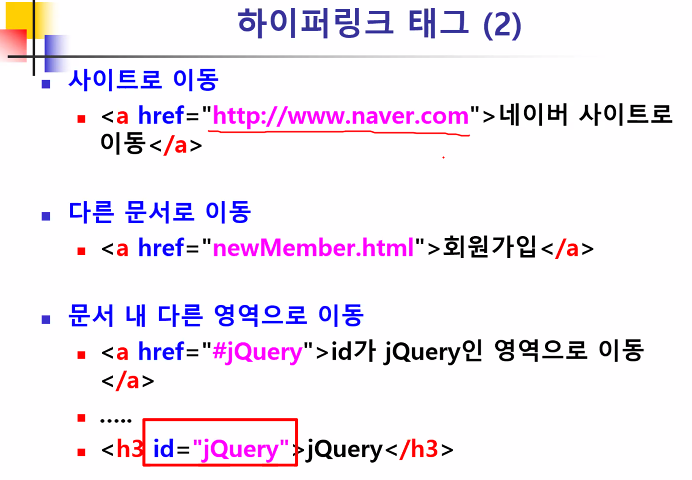 하이퍼링크 태그 (2)
사이트로 이동
<a href="http://www.naver.com">네이버 사이트로
이동</a>
다른 문서로 이동
<a href="newMember.html">회원가입</a>
문서 내 다른 영역으로 이동
<a href="#jQuery">id가 jQuery인 영역으로 이동
</a>
.....
<h3 id="jQuery">jQuery</h3>